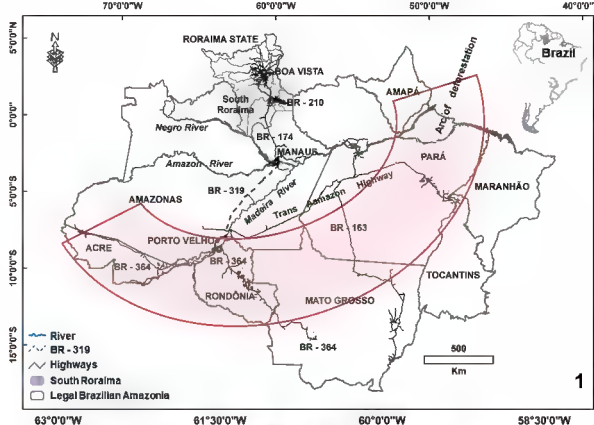 70°0'0"W 60°0'0"W 50°0'0"W 40°0'0"W
N
5°0'0"N
0°0'0"
5°0'0"S
10°0'0"S
15°0'0"S
RORAIMA STATE
BOA VISTA
South
Roraima
BR - 210
Negro River
BR - 174
MANAUS
Amazon River
AMAPÁ
Arc of deforestation
Brazil
PARÁ
MARANHÃO
AMAZONAS
BR - 319
Madeira River
Trans Aamazon Highway
BR - 163
ACRE
PORTO VELHO
BR - 364
BR - 364
RONDÔNIA
MATO GROSSO
TOCANTINS
BR - 364
River
BR - 319
Highways
South Roraima
Legal Brazilian Amazonia
500
Km
1
63°0'0"W 61°30'0"W 60°0'0"W 58°30'0"W